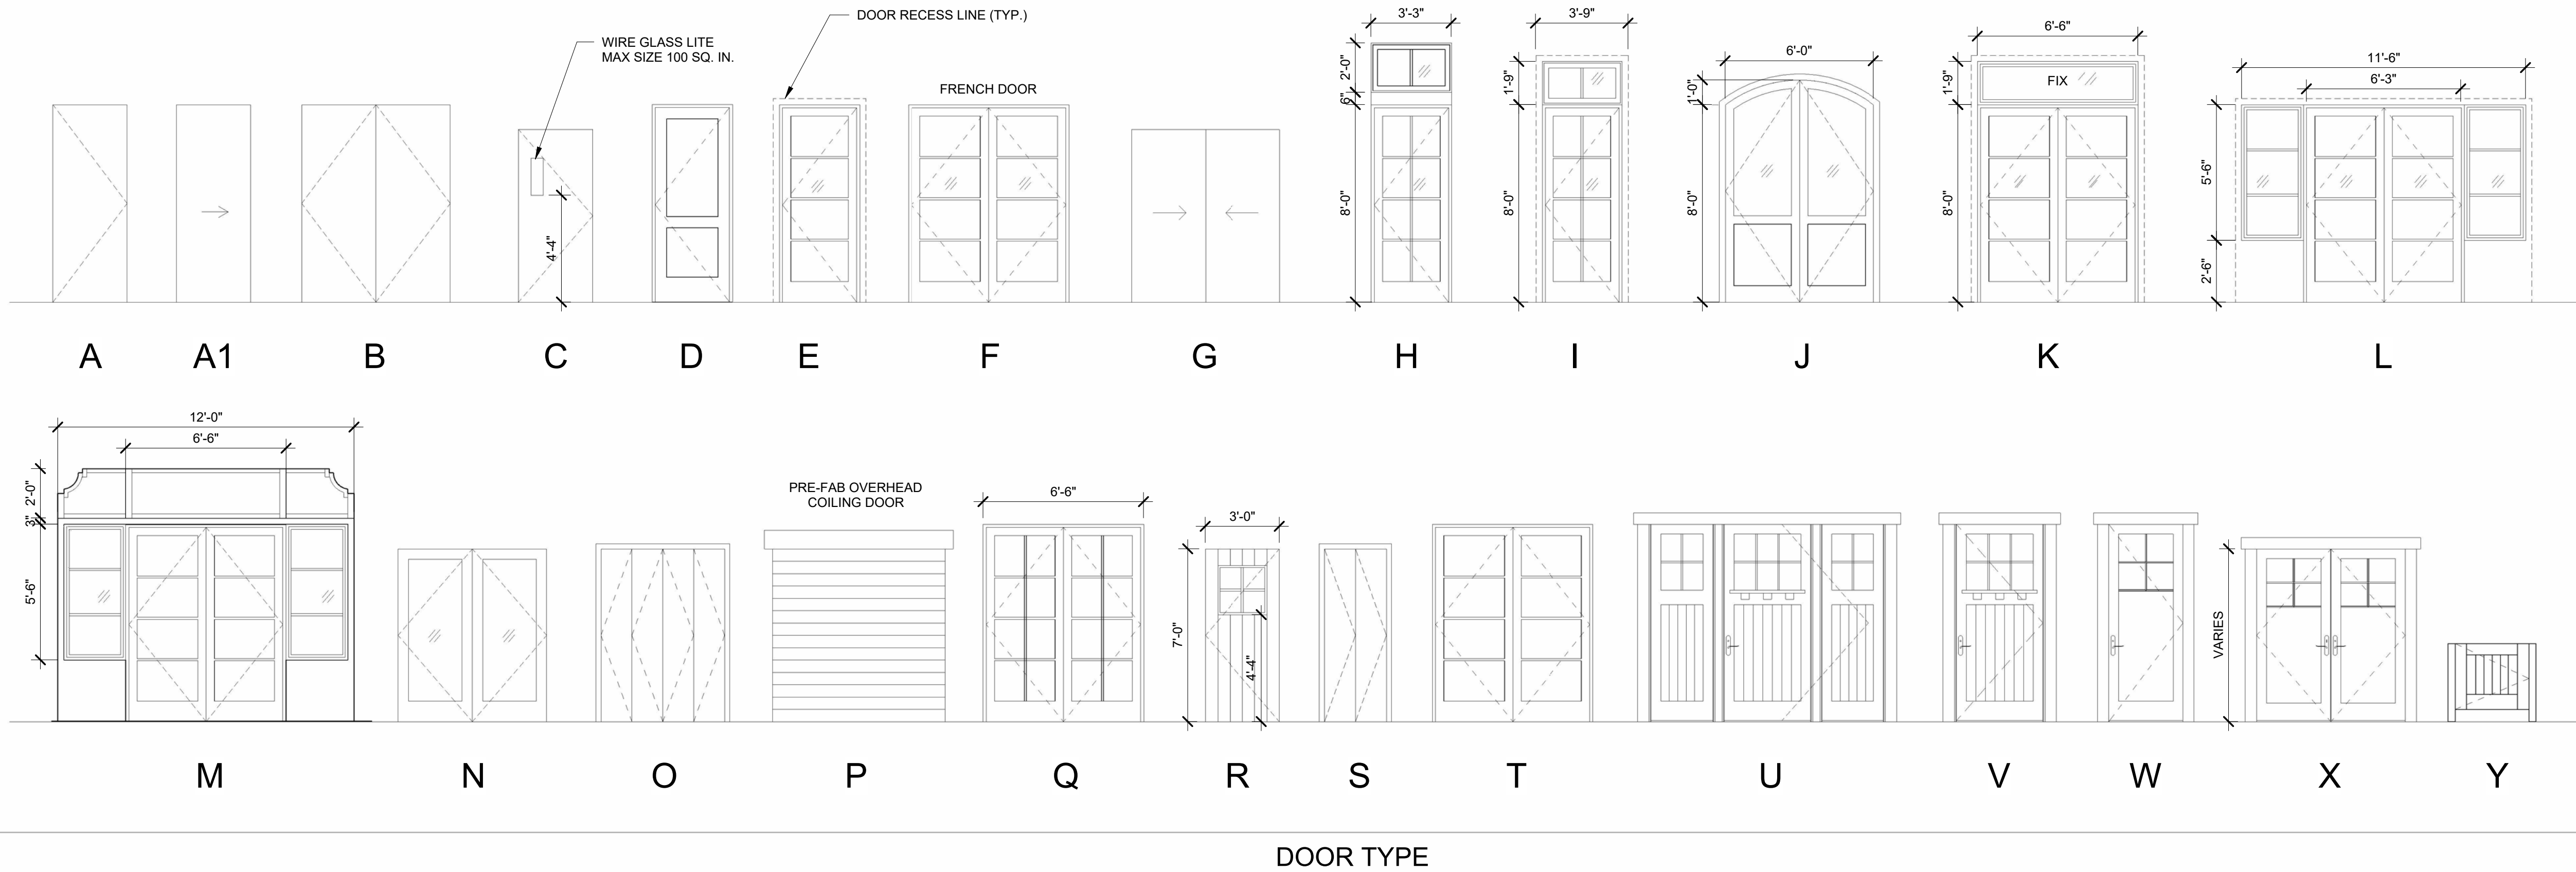 DOOR RECESS LINE (TYP.)
WIRE GLASS LITE
MAX SIZE 100 SQ. IN.
4'-4"
FRENCH DOOR
3'-3"
2'-0"
6"
8'-0"
3'-9"
1'-9"
8'-0"
6'-0"
1'-0"
8'-0"
6'-6"
1'-9"
FIX
8'-0"
11'-6"
6'-3"
5'-6"
2'-6"
A A1 B C D E F G H I J K L
12'-0"
6'-6"
2'-0"
3"
5'-6"
PRE-FAB OVERHEAD
COILING DOOR
6'-6"
3'-0"
7'-0"
4'-4"
VARIES
M N O P Q R S T U V W X Y
DOOR TYPE